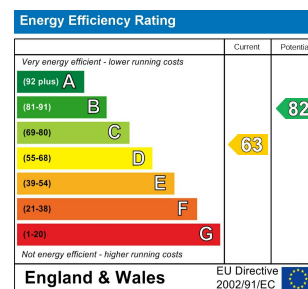 Energy Efficiency Rating
Current Potentia
Very energy efficient - lower running costs
(92 plus) A
(81-91) B
82
(69-80) C
63
(55-68) D
(39-54) E
(21-38) F
(1-20) G
Not energy efficient - higher running costs
England & Wales
EU Directive
2002/91/EC